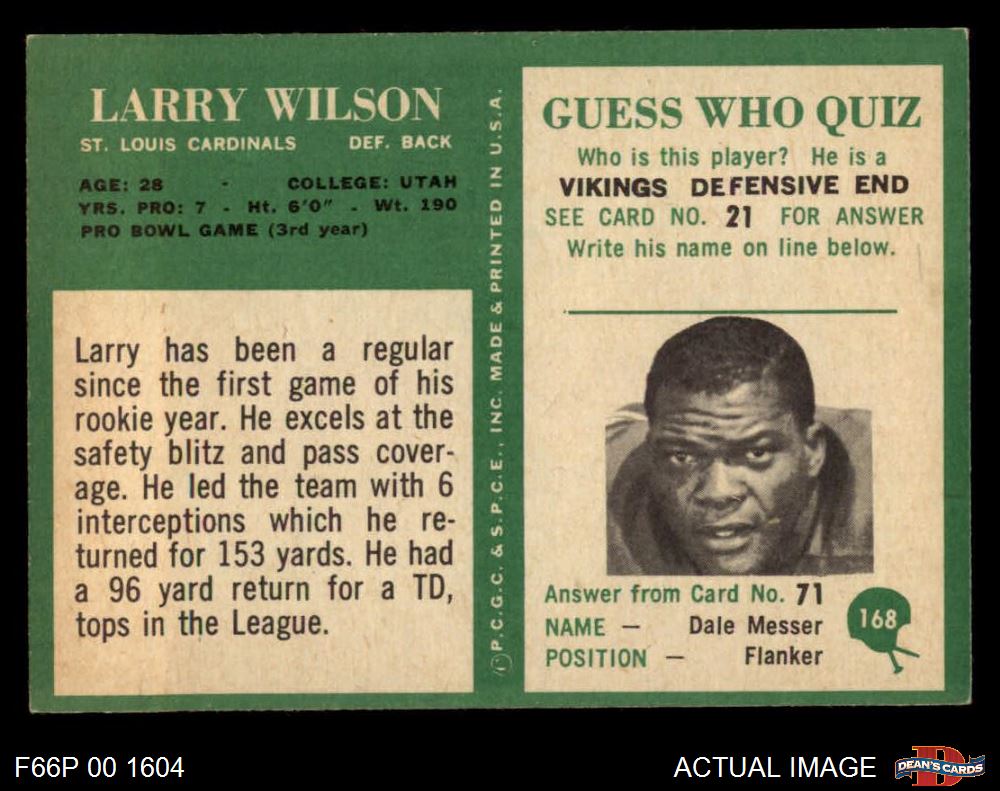 LARRY WILSON
ST. LOUIS CARDINALS DEF. BACK
AGE: 28 - COLLEGE: UTAH
YRS. PRO: 7 - Ht. 6'0" - Wt. 190
PRO BOWL GAME (3rd year)
Larry has been a regular
since the first game of his
rookie year. He excels at the
safety blitz and pass cover-
age. He led the team with 6
interceptions which he re-
turned for 153 yards. He had
a 96 yard return for a TD,
tops in the League.
©P.C.G.C. & S.P.C.E., INC. MADE & PRINTED IN U.S.A.
GUESS WHO QUIZ
Who is this player? He is a
VIKINGS DEFENSIVE END
SEE CARD NO. 21 FOR ANSWER
Write his name on line below.
Answer from Card No. 71
NAME — Dale Messer
POSITION — Flanker
168
F66P 00 1604
ACTUAL IMAGE
D
DEAN'S CARDS